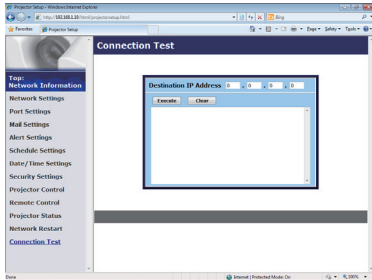 Projector Setup - Windows Internet Explorer
http://192.168.1.10/html/projectorsetup.html
Bing
Favorites
Projector Setup
Page
Safety
Tools
Connection Test
Top:
Network Information
Network Settings
Port Settings
Mail Settings
Alert Settings
Schedule Settings
Date/Time Settings
Security Settings
Projector Control
Remote Control
Projector Status
Network Restart
Connection Test
Destination IP Address 0 . 0 . 0 . 0
Execute Clear
Done
Internet | Protected Mode: On
100%